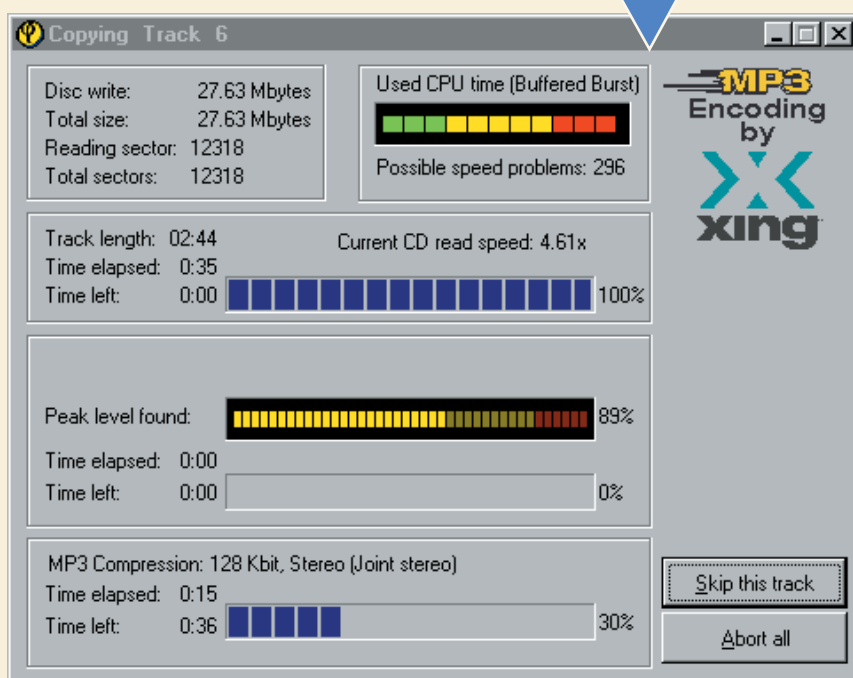 Copying Track 6
Disc write: 27.63 Mbytes
Total size: 27.63 Mbytes
Reading sector: 12318
Total sectors: 12318
Used CPU time (Buffered Burst)
Possible speed problems: 296
MP3
Encoding
by
xing
Track length: 02:44
Current CD read speed: 4.61x
Time elapsed: 0:35
Time left: 0:00 100%
Peak level found: 89%
Time elapsed: 0:00
Time left: 0:00 0%
MP3 Compression: 128 Kbit, Stereo (Joint stereo)
Time elapsed: 0:15
Time left: 0:36 30%
Skip this track
Abort all